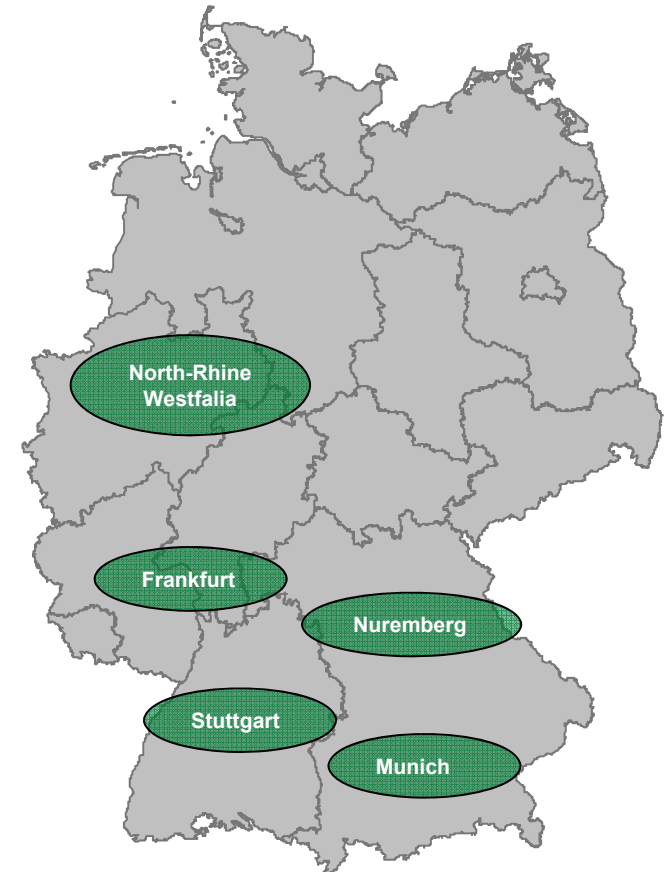 North-Rhine
Westfalia
Frankfurt
Nuremberg
Stuttgart
Munich